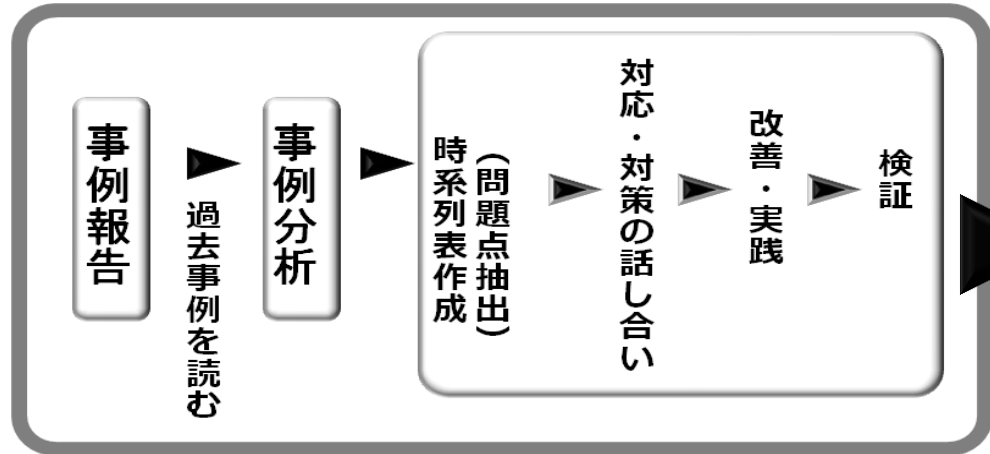 事例報告
過去事例を読む
事例分析
時系列表作成
(問題点抽出)
対応・対策の話し合い
改善・実践
検証